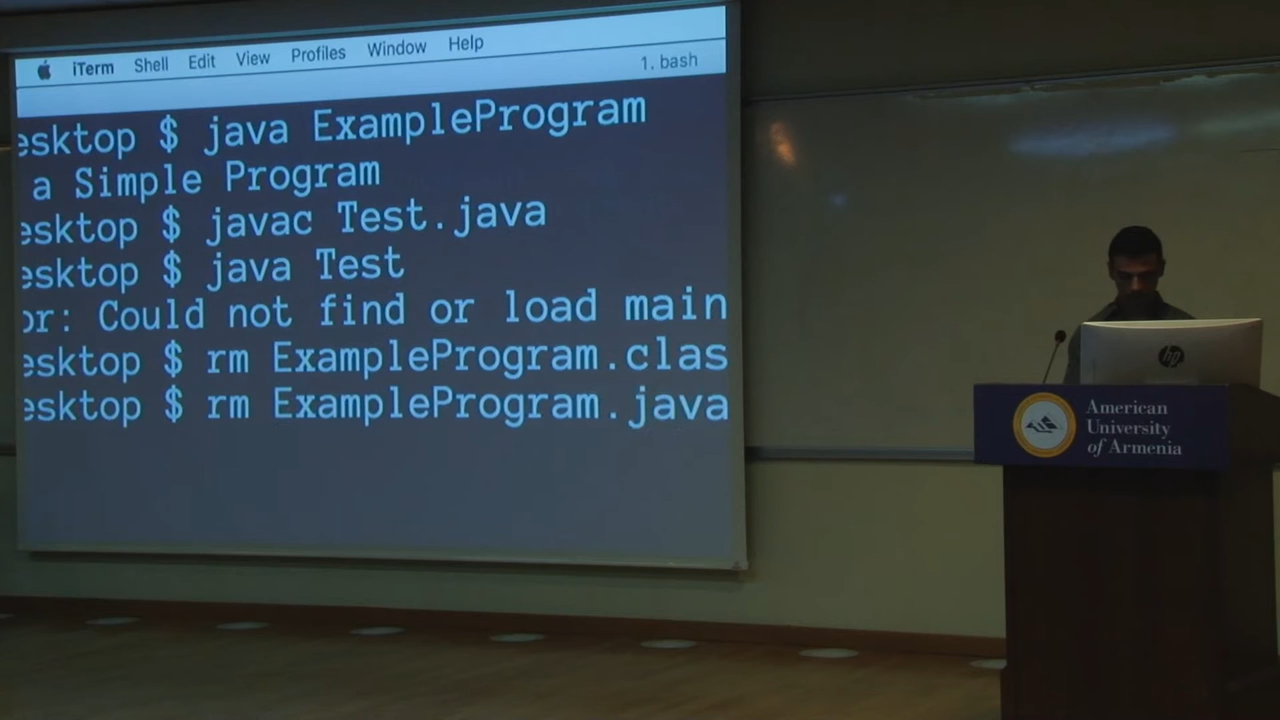 iTerm Shell Edit View Profiles Window Help
1. bash
esktop $ java ExampleProgram
a Simple Program
esktop $ javac Test.java
esktop $ java Test
or: Could not find or load main
esktop $ rm ExampleProgram.clas
esktop $ rm ExampleProgram.java
hp
American
University
of Armenia